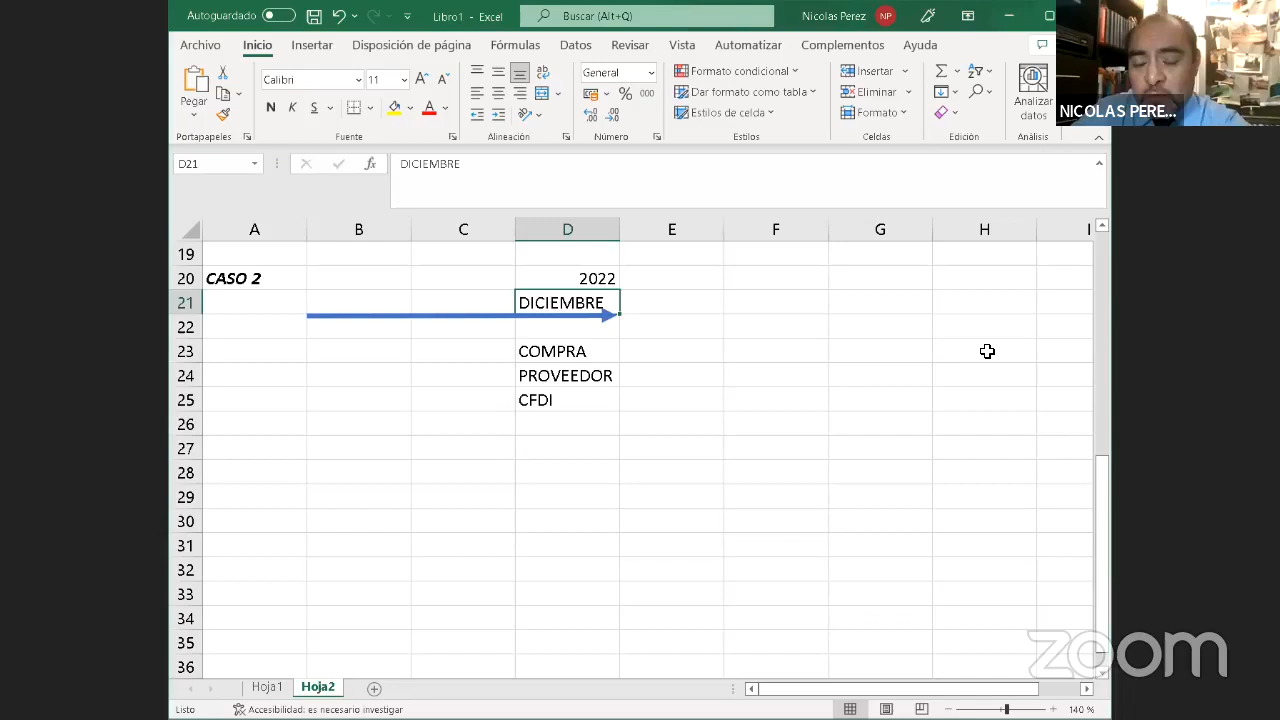 Autoguardado
Libro1 - Excel
Buscar (Alt+Q)
Nicolas Perez
NP
Archivo Inicio Insertar Disposición de página Fórmulas Datos Revisar Vista Automatizar Complementos Ayuda
Pegar
Calibri 11
N K S
General
% 000
Formato condicional
Dar formato como tabla
Estilos de celda
Insertar
Eliminar
Formato
Analizar
datos
Portapapeles Fuente Alineación Número Estilos Celdas Edición Análisis
NICOLAS PERE...
D21 fx DICIEMBRE
A B C D E F G H I
19
20 CASO 2 2022
21 DICIEMBRE
22
23 COMPRA
24 PROVEEDOR
25 CFDI
26
27
28
29
30
31
32
33
34
35
36
zoom
Hoja1 Hoja2
Listo Accesibilidad: es necesario investigar 140 %